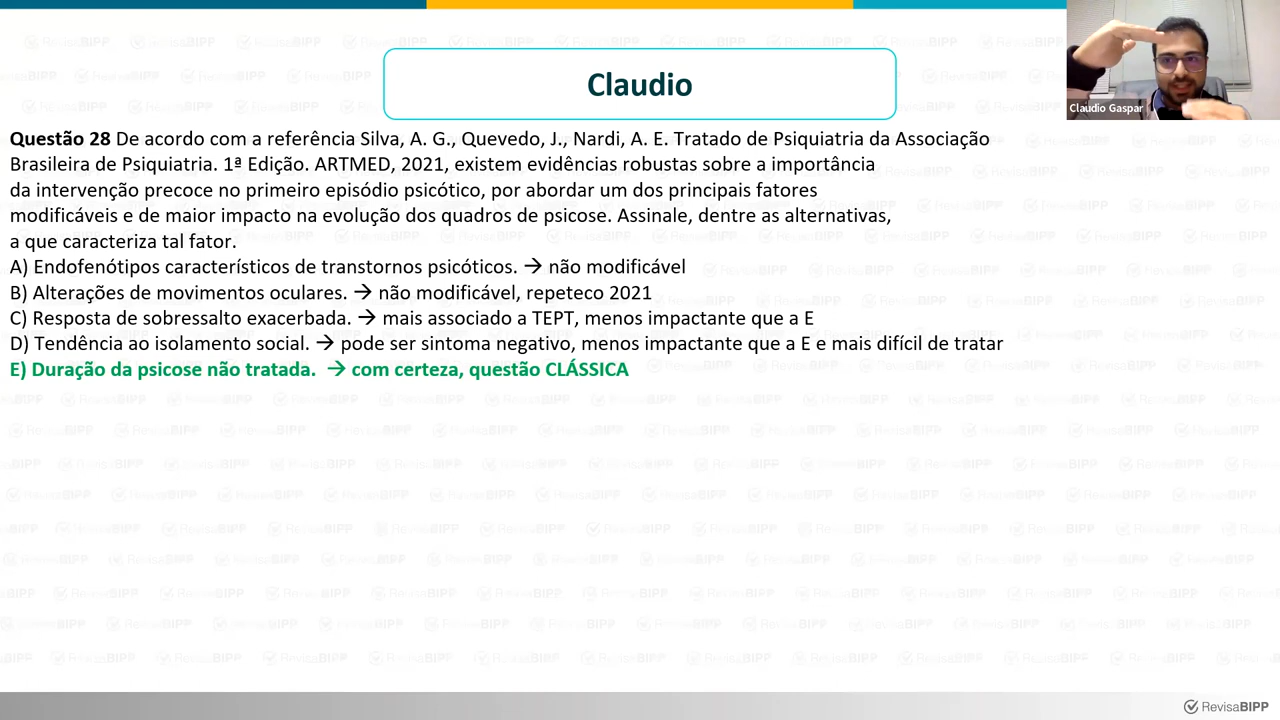 Claudio
Claudio Gaspar
Questão 28 De acordo com a referência Silva, A. G., Quevedo, J., Nardi, A. E. Tratado de Psiquiatria da Associação
Brasileira de Psiquiatria. 1ª Edição. ARTMED, 2021, existem evidências robustas sobre a importância
da intervenção precoce no primeiro episódio psicótico, por abordar um dos principais fatores
modificáveis e de maior impacto na evolução dos quadros de psicose. Assinale, dentre as alternativas,
a que caracteriza tal fator.
A) Endofenótipos característicos de transtornos psicóticos. → não modificável
B) Alterações de movimentos oculares. → não modificável, repeteco 2021
C) Resposta de sobressalto exacerbada. → mais associado a TEPT, menos impactante que a E
D) Tendência ao isolamento social. → pode ser sintoma negativo, menos impactante que a E e mais difícil de tratar
E) Duração da psicose não tratada. → com certeza, questão CLÁSSICA
RevisaBIPP